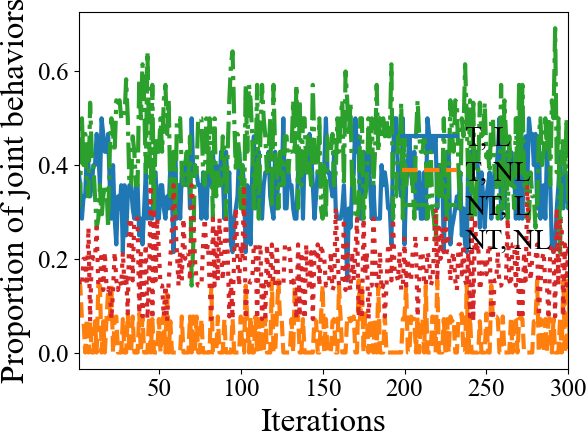 Proportion of joint behaviors
0.6
0.4
0.2
0.0
T, L
T, NL
NT, L
NT, NL
50 100 150 200 250 300
Iterations